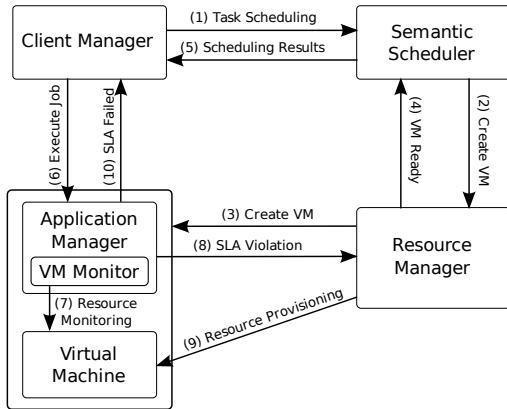 (1) Task Scheduling
Client Manager
Semantic
Scheduler
(5) Scheduling Results
(6) Execute Job
(10) SLA Failed
(4) VM Ready
(2) Create VM
(3) Create VM
Application
Manager
(8) SLA Violation
Resource
Manager
VM Monitor
(7) Resource
Monitoring
(9) Resource Provisioning
Virtual
Machine